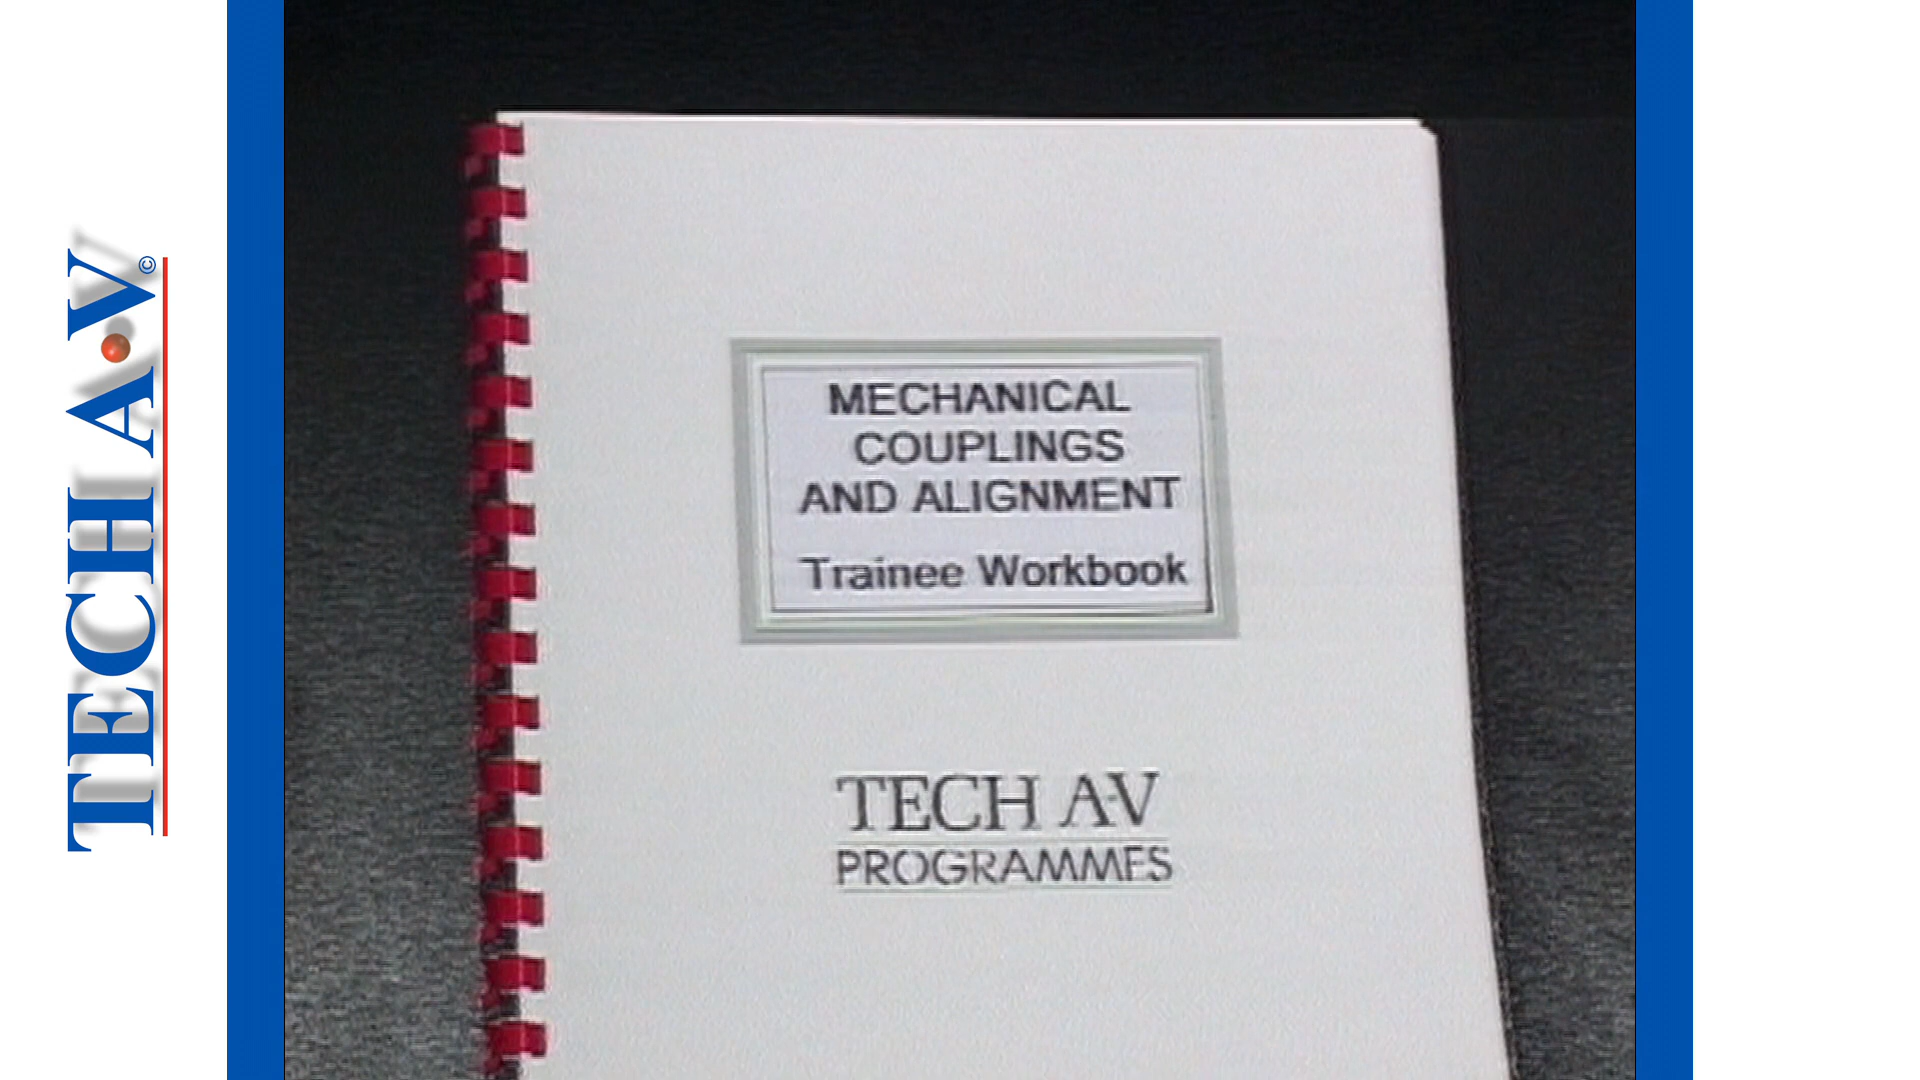 TECH A·V©
MECHANICAL
COUPLINGS
AND ALIGNMENT
Trainee Workbook
TECH A·V
PROGRAMMES